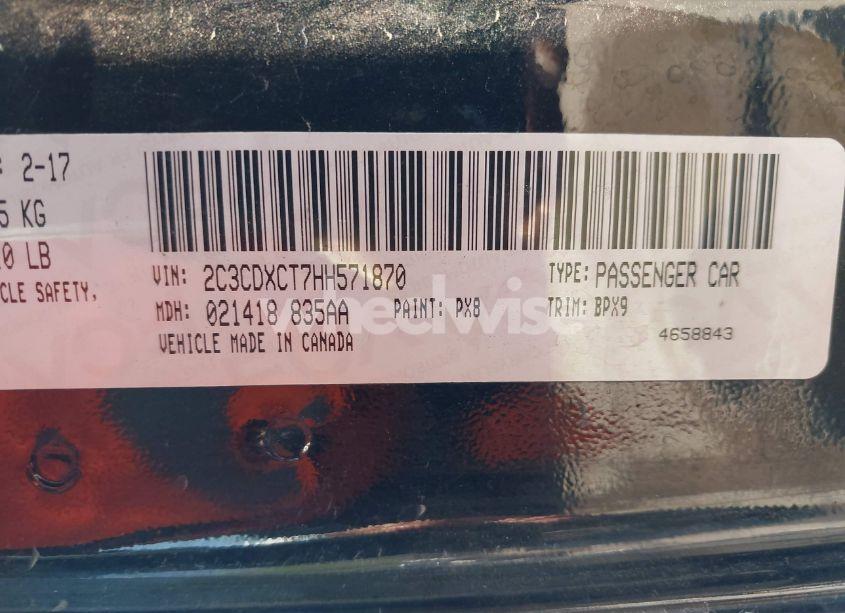 : 2-17
5 KG
0 LB
CLE SAFETY,
VIN: 2C3CDXCT7HH571870 TYPE: PASSENGER CAR
MDH: 021418 835AA PAINT: PX8 TRIM: BPX9
VEHICLE MADE IN CANADA 4658843
wheelwise